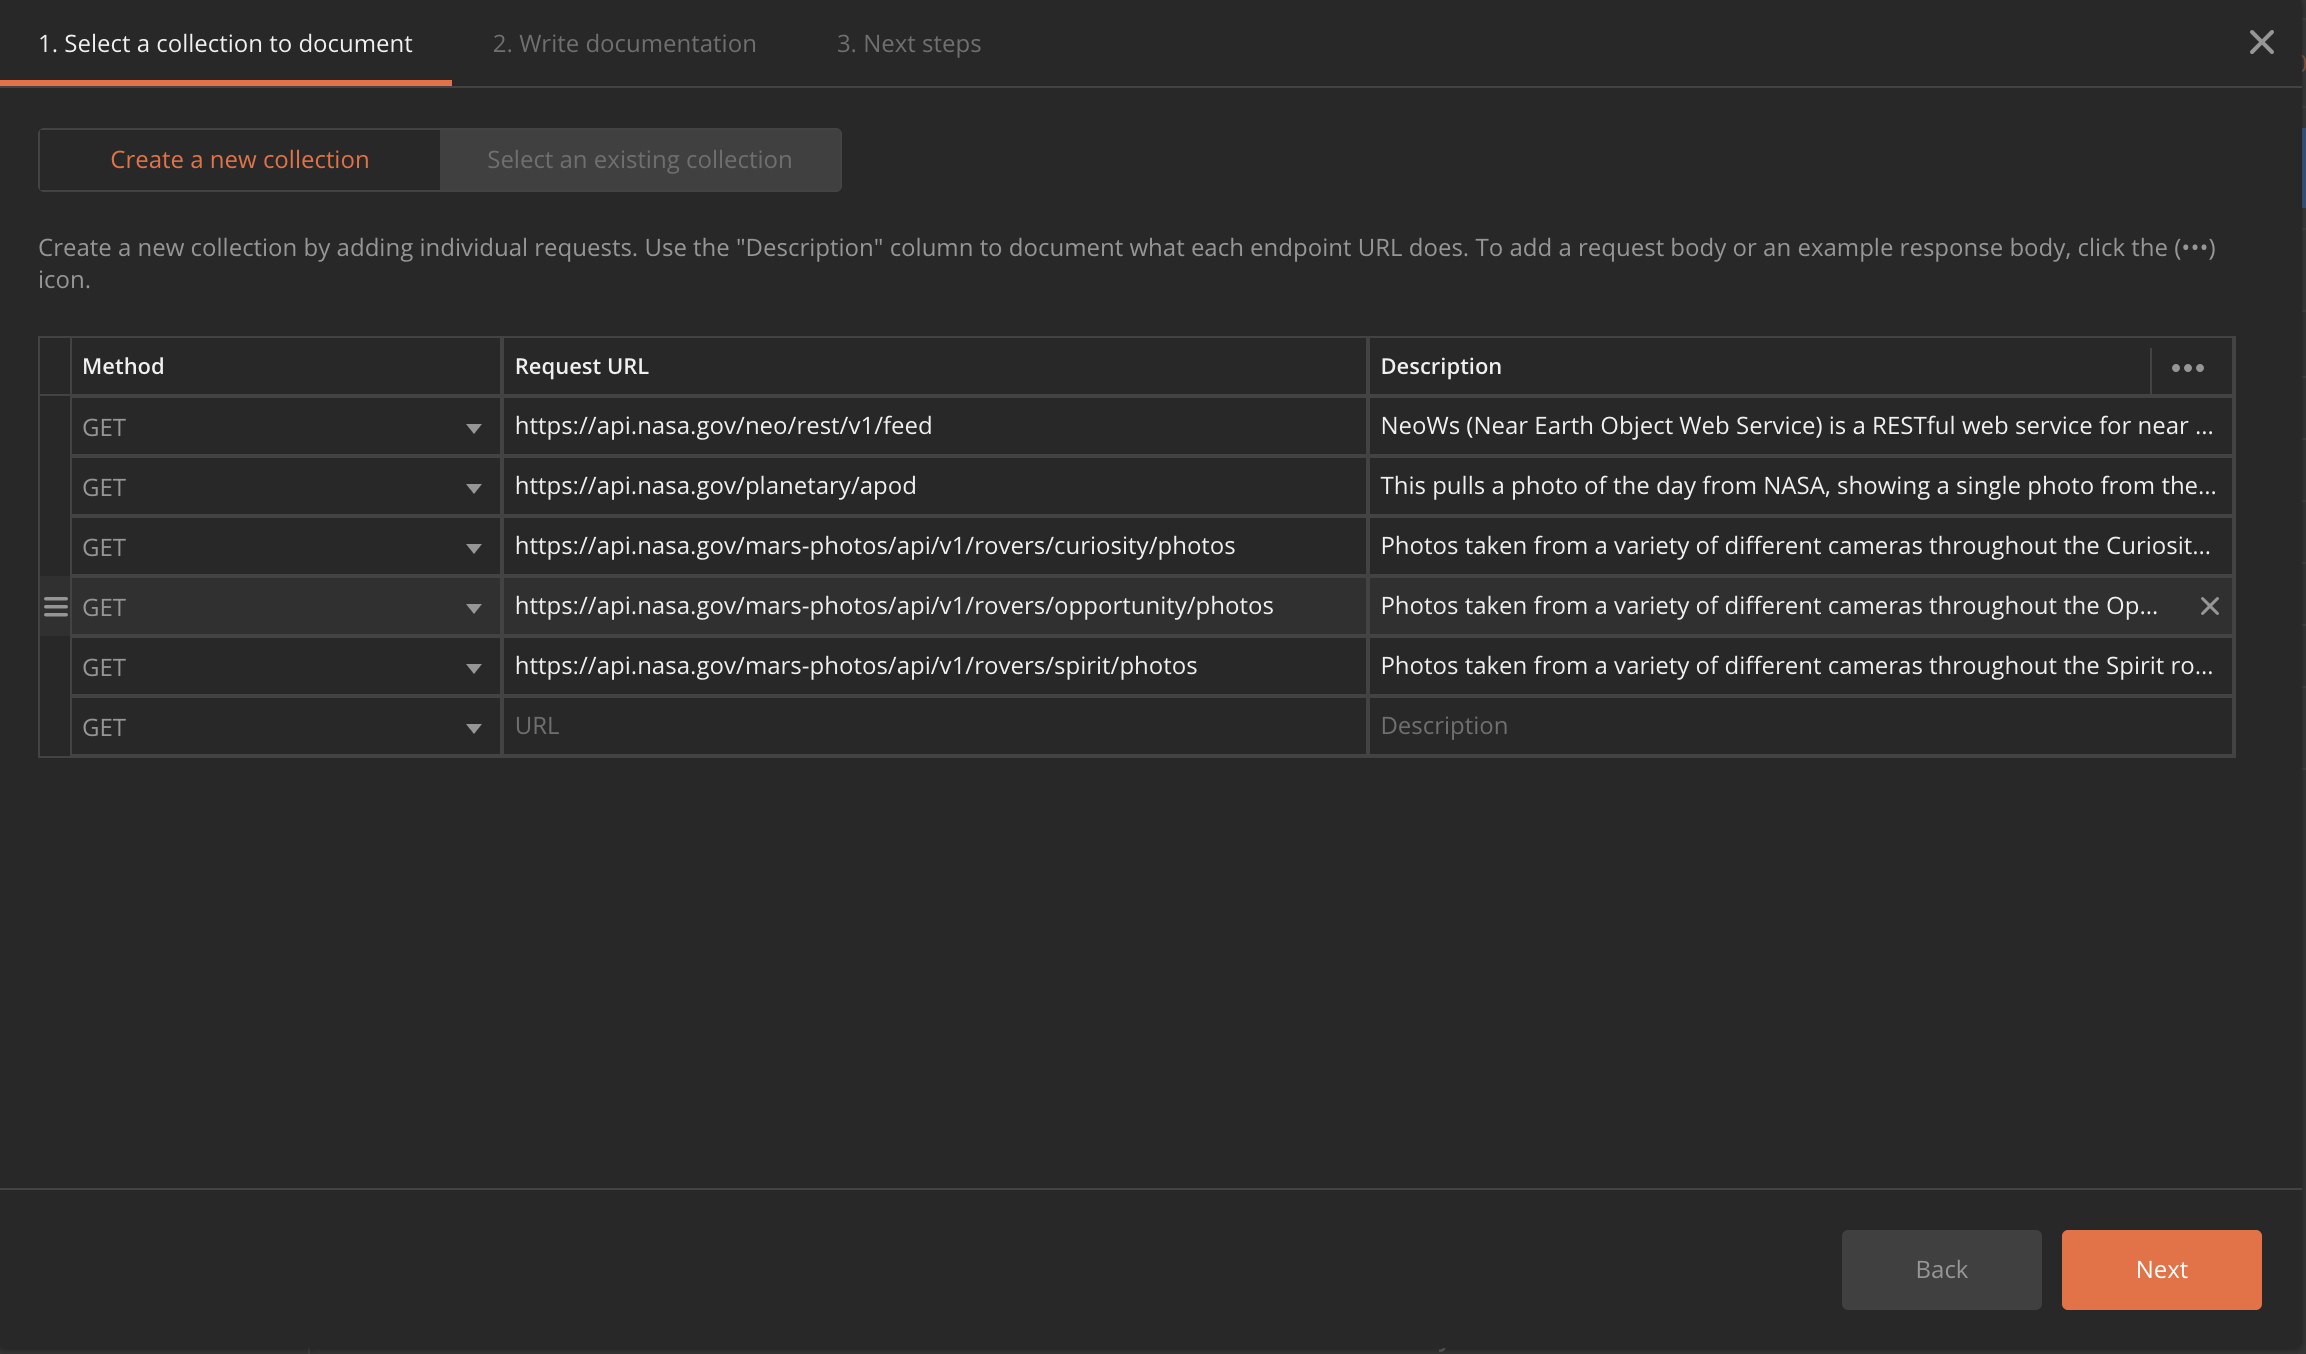 1. Select a collection to document 2. Write documentation 3. Next steps
Create a new collection Select an existing collection
Create a new collection by adding individual requests. Use the "Description" column to document what each endpoint URL does. To add a request body or an example response body, click the (•••)
icon.
Method Request URL Description •••
GET https://api.nasa.gov/neo/rest/v1/feed NeoWs (Near Earth Object Web Service) is a RESTful web service for near ...
GET https://api.nasa.gov/planetary/apod This pulls a photo of the day from NASA, showing a single photo from the...
GET https://api.nasa.gov/mars-photos/api/v1/rovers/curiosity/photos Photos taken from a variety of different cameras throughout the Curiosit...
GET https://api.nasa.gov/mars-photos/api/v1/rovers/opportunity/photos Photos taken from a variety of different cameras throughout the Op...
GET https://api.nasa.gov/mars-photos/api/v1/rovers/spirit/photos Photos taken from a variety of different cameras throughout the Spirit ro...
GET URL Description
Back Next